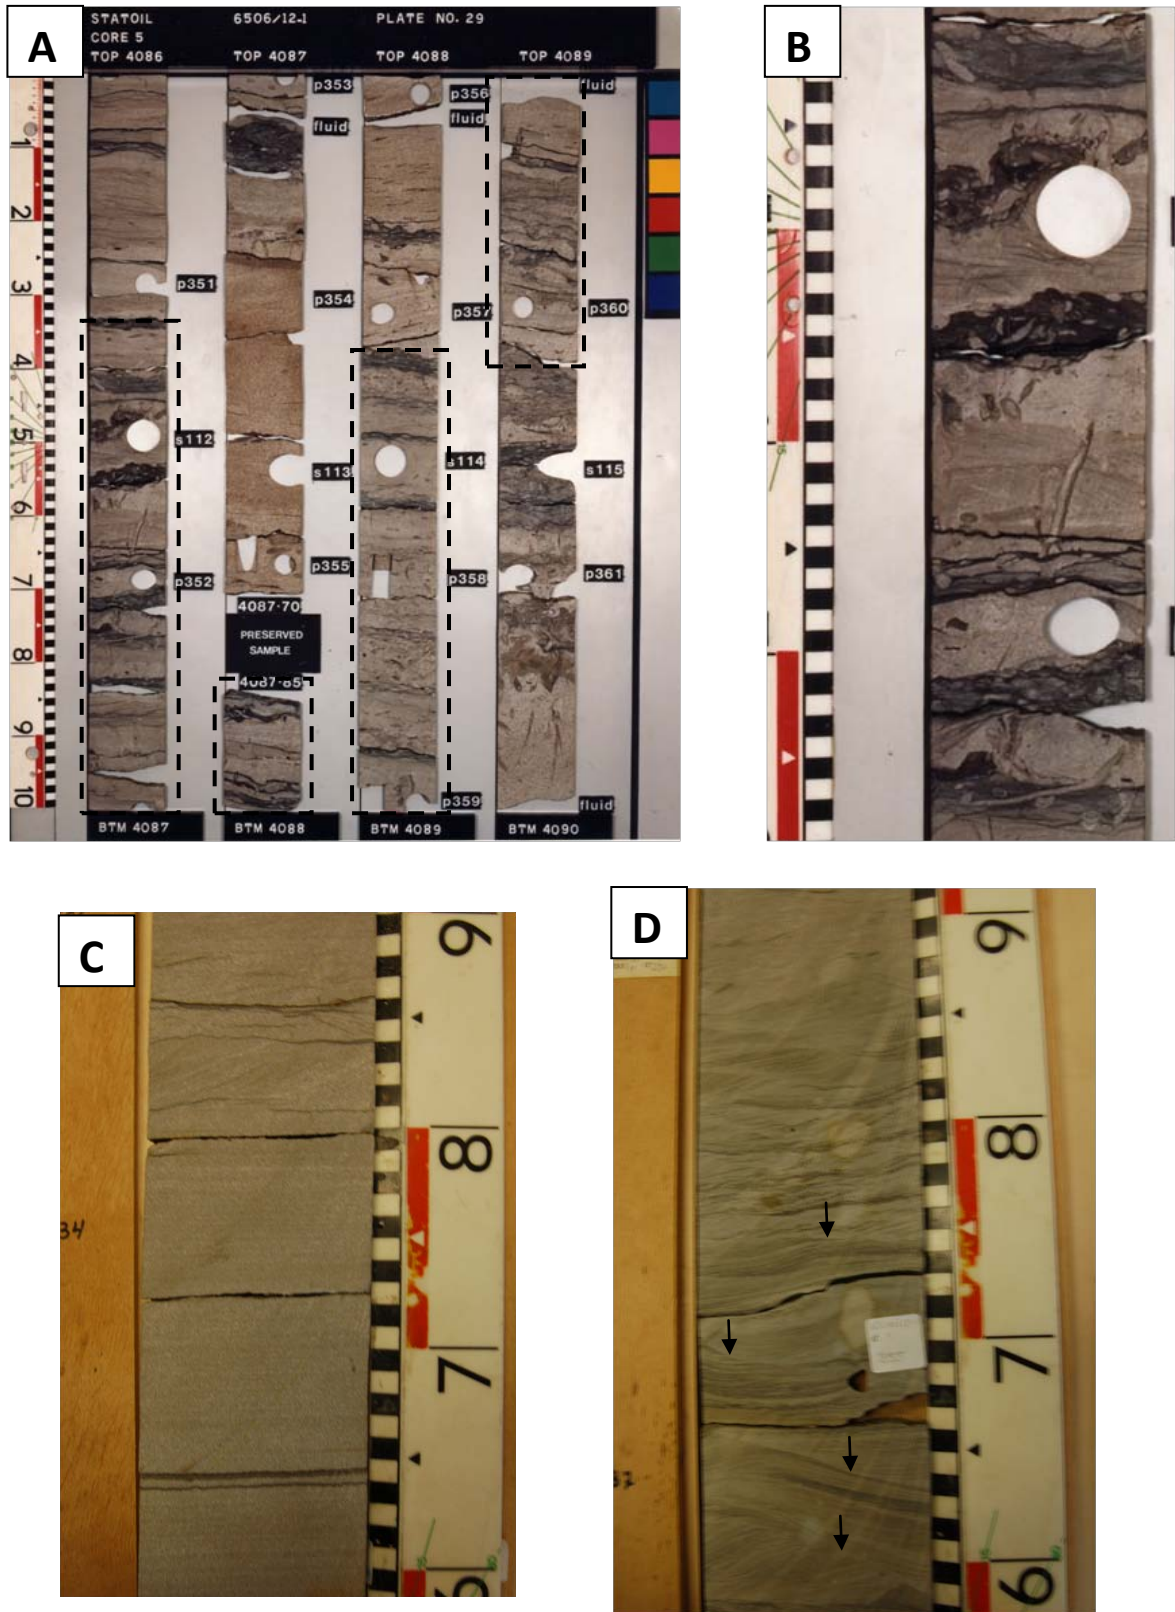 A
STATOIL 6506/12-1 PLATE NO. 29
CORE 5
TOP 4086 TOP 4087 TOP 4088 TOP 4089
p353 p356 fluid
fluid fluid
1
2
p351 p354 p357 p360
3
4
5
s112 s113 s114 s115
6
p352 p355 p358 p361
7
4087-70
PRESERVED
SAMPLE
4087-85
8
9
10
p359 fluid
BTM 4087 BTM 4088 BTM 4089 BTM 4090
B
C
9
8
34
7
6
D
9
8
7
37
6